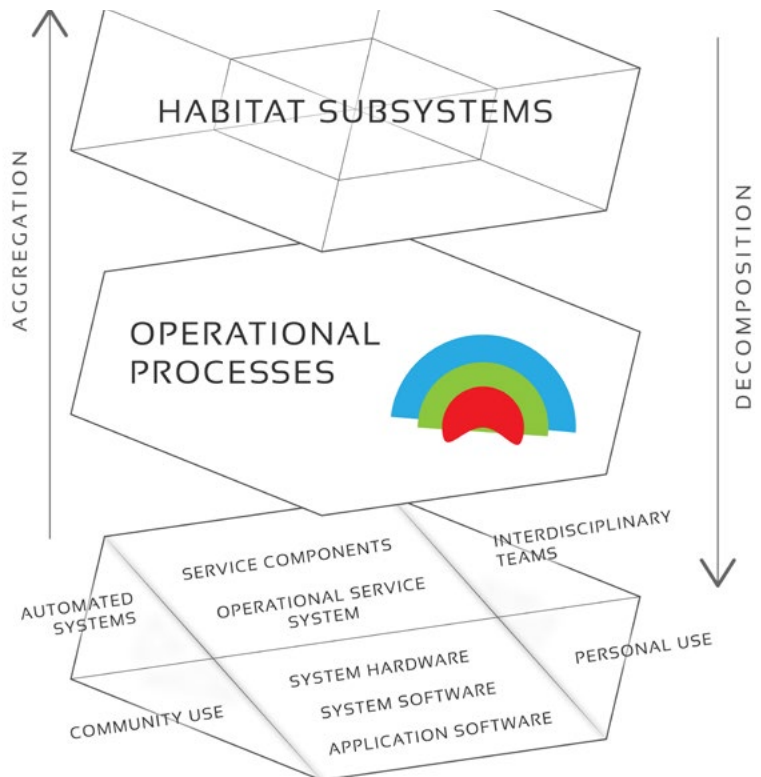 HABITAT SUBSYSTEMS
AGGREGATION
DECOMPOSITION
OPERATIONAL
PROCESSES
INTERDISCIPLINARY
TEAMS
SERVICE COMPONENTS
AUTOMATED
SYSTEMS
OPERATIONAL SERVICE
SYSTEM
PERSONAL USE
SYSTEM HARDWARE
SYSTEM SOFTWARE
COMMUNITY USE
APPLICATION SOFTWARE